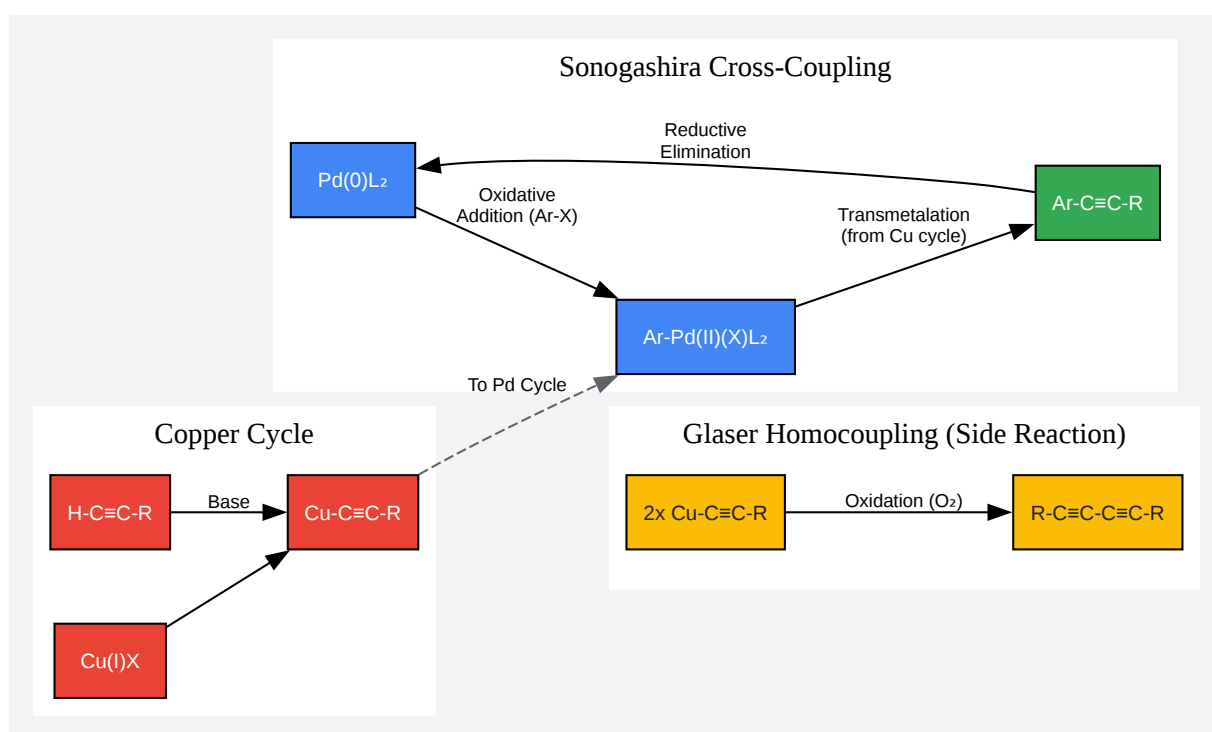 Sonogashira Cross-Coupling
Reductive
Elimination
Pd(0)L₂
Oxidative
Addition (Ar-X)
Transmetalation
(from Cu cycle)
Ar-C≡C-R
Ar-Pd(II)(X)L₂
To Pd Cycle
Copper Cycle
H-C≡C-R
Base
Cu-C≡C-R
Cu(I)X
Glaser Homocoupling (Side Reaction)
2x Cu-C≡C-R
Oxidation (O₂)
R-C≡C-C≡C-R